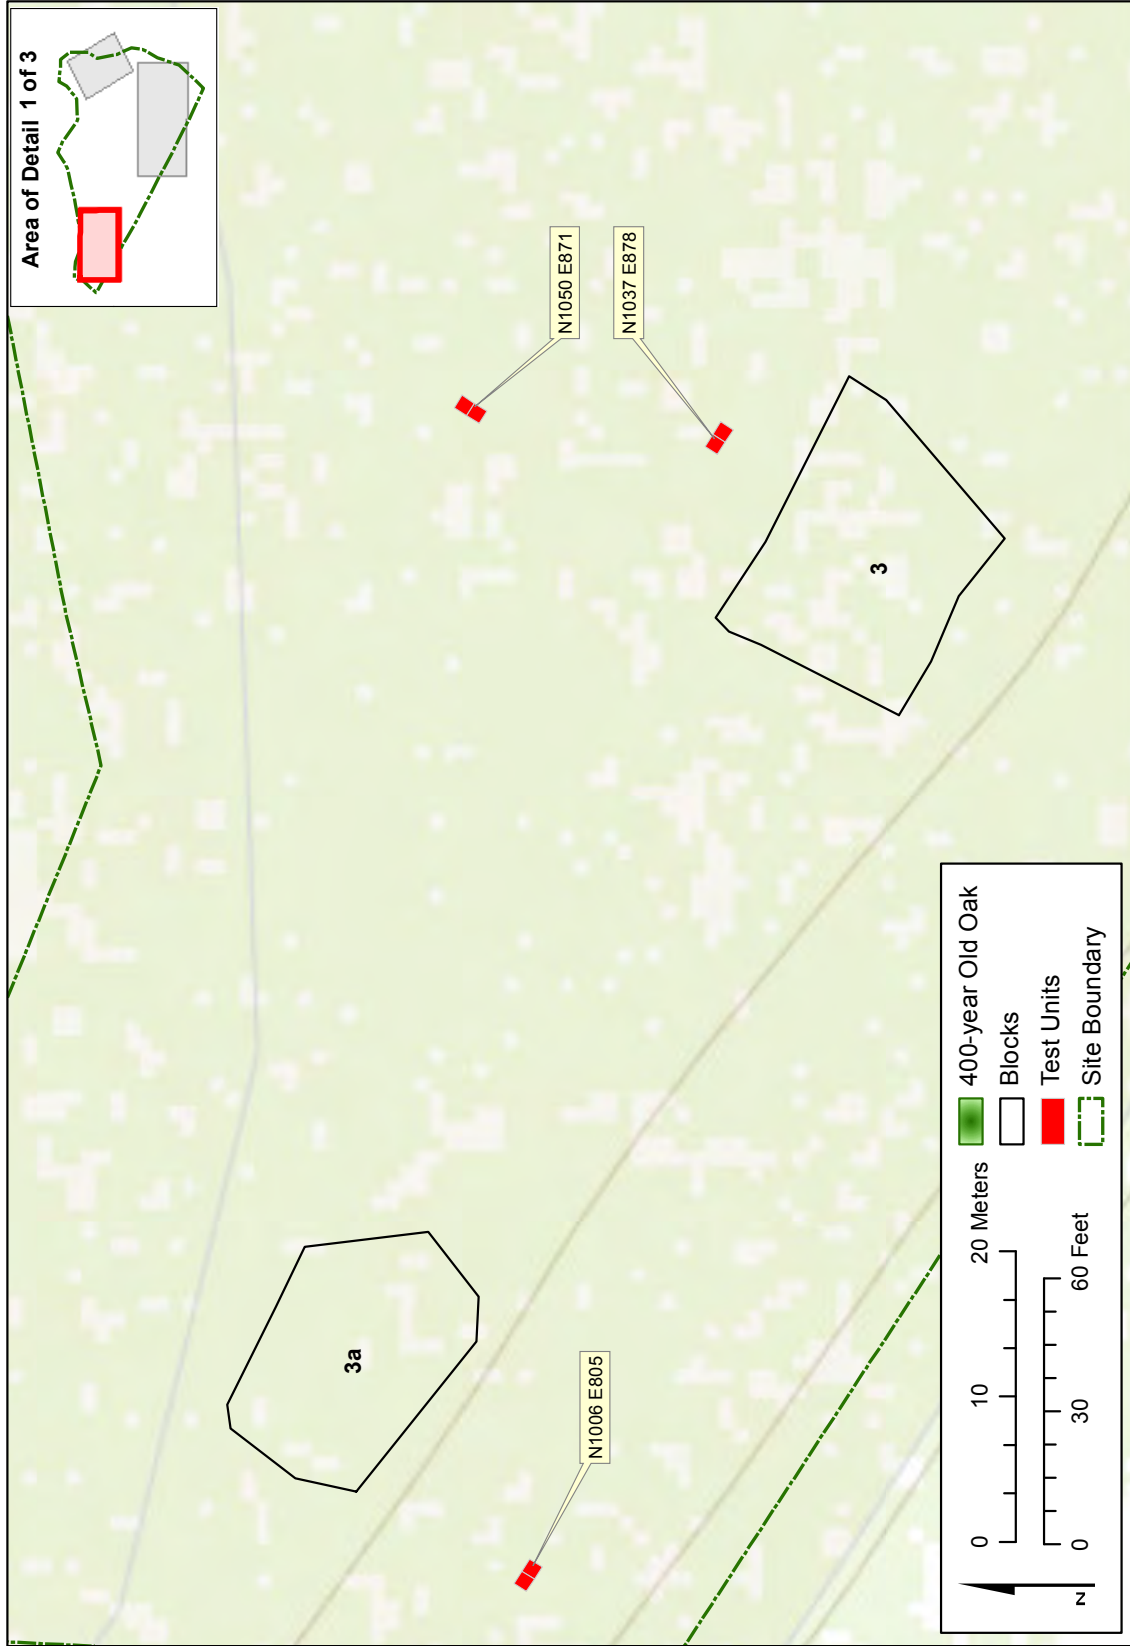 Area of Detail 1 of 3
N1050 E871
N1037 E878
3
3a
N1006 E805
0 10 20 Meters
0 30 60 Feet
N
400-year Old Oak
Blocks
Test Units
Site Boundary